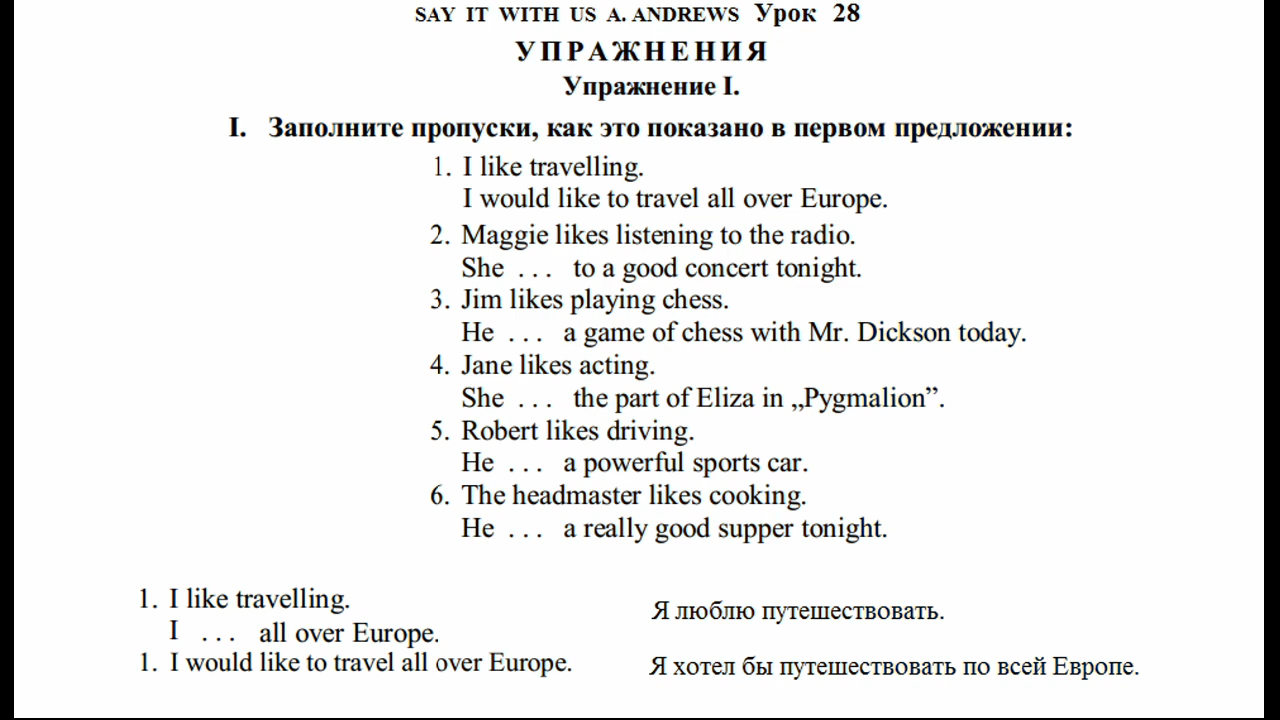 SAY IT WITH US A. ANDREWS Урок 28
УПРАЖНЕНИЯ
Упражнение I.
I. Заполните пропуски, как это показано в первом предложении:
1. I like travelling.
I would like to travel all over Europe.
2. Maggie likes listening to the radio.
She ... to a good concert tonight.
3. Jim likes playing chess.
He ... a game of chess with Mr. Dickson today.
4. Jane likes acting.
She ... the part of Eliza in „Pygmalion”.
5. Robert likes driving.
He ... a powerful sports car.
6. The headmaster likes cooking.
He ... a really good supper tonight.
1. I like travelling. Я люблю путешествовать.
I ... all over Europe.
1. I would like to travel all over Europe. Я хотел бы путешествовать по всей Европе.